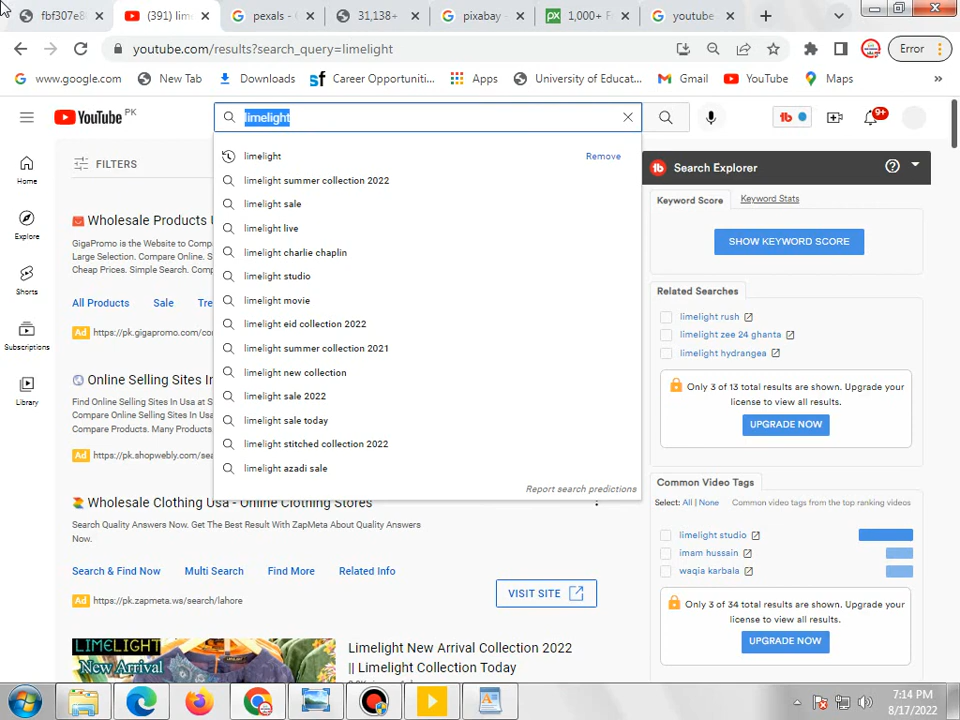 fbf307e8
(391) lime
pexals -
31,138+
pixabay -
1,000+ F
youtube
youtube.com/results?search_query=limelight
Error
www.google.com
New Tab
Downloads
Career Opportuniti...
Apps
University of Educat...
Gmail
YouTube
Maps
»
YouTube PK
limelight
9+
Home
Explore
Shorts
Subscriptions
Library
FILTERS
limelight
Remove
limelight summer collection 2022
limelight sale
limelight live
limelight charlie chaplin
limelight studio
limelight movie
limelight eid collection 2022
limelight summer collection 2021
limelight new collection
limelight sale 2022
limelight sale today
limelight stitched collection 2022
limelight azadi sale
Report search predictions
Wholesale Products U
GigaPromo is the Website to Compa
Large Selection. Compare Online. S
Cheap Prices. Simple Search. Comp
All Products
Sale
Tre
Ad https://pk.gigapromo.com/co
Online Selling Sites In
Find Online Selling Sites In Usa at S
Compare Online Selling Sites In Usa
Compare Products. Many Products
Ad https://pk.shopwebly.com/sea
Wholesale Clothing Usa - Online Clothing Stores
Search Quality Answers Now. Get The Best Result With ZapMeta About Quality Answers
Now.
Search & Find Now
Multi Search
Find More
Related Info
Ad https://pk.zapmeta.ws/search/lahore
VISIT SITE
LIMELIGHT
New Arrival
Limelight New Arrival Collection 2022
|| Limelight Collection Today
tb Search Explorer
Keyword Score
Keyword Stats
SHOW KEYWORD SCORE
Related Searches
limelight rush
limelight zee 24 ghanta
limelight hydrangea
Only 3 of 13 total results are shown. Upgrade your
license to view all results.
UPGRADE NOW
Common Video Tags
Select: All | None
Common video tags from the top ranking videos
limelight studio
imam hussain
waqia karbala
Only 3 of 34 total results are shown. Upgrade your
license to view all results.
UPGRADE NOW
7:14 PM
8/17/2022